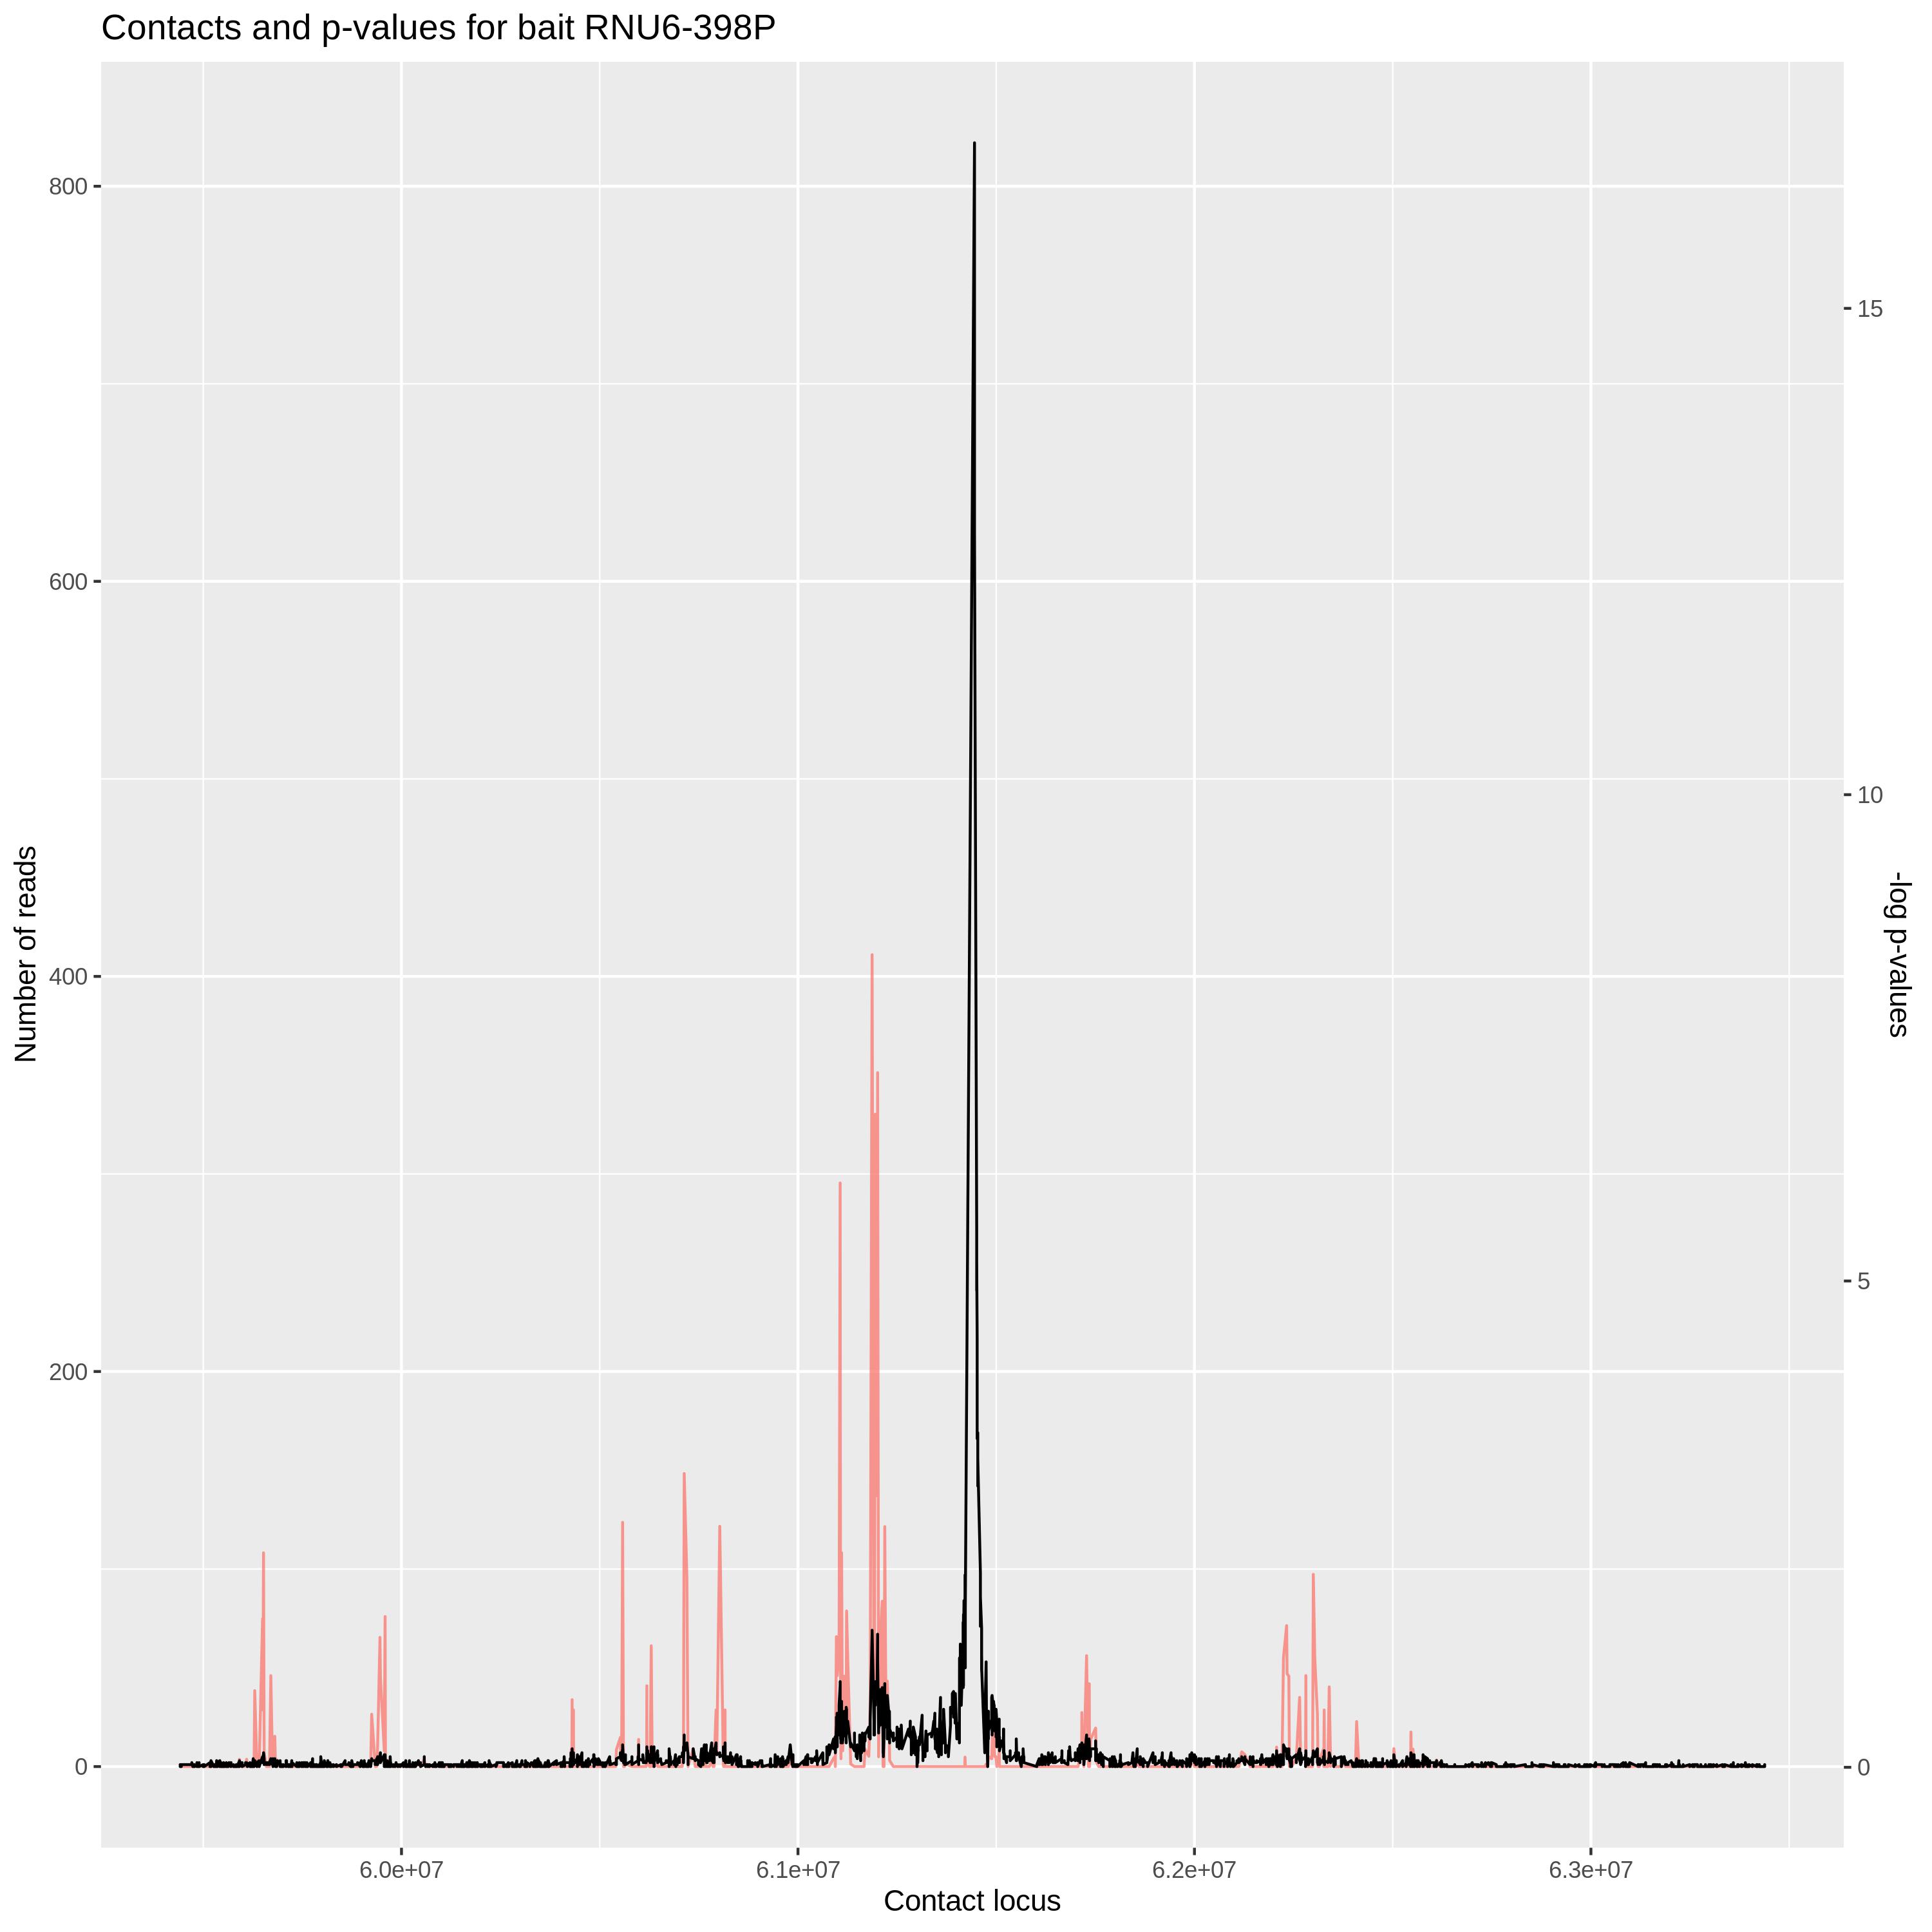 Contacts and p-values for bait RNU6-398P
800
600
400
200
0
Number of reads
15
10
5
0
-log p-values
6.0e+07
6.1e+07
6.2e+07
6.3e+07
Contact locus